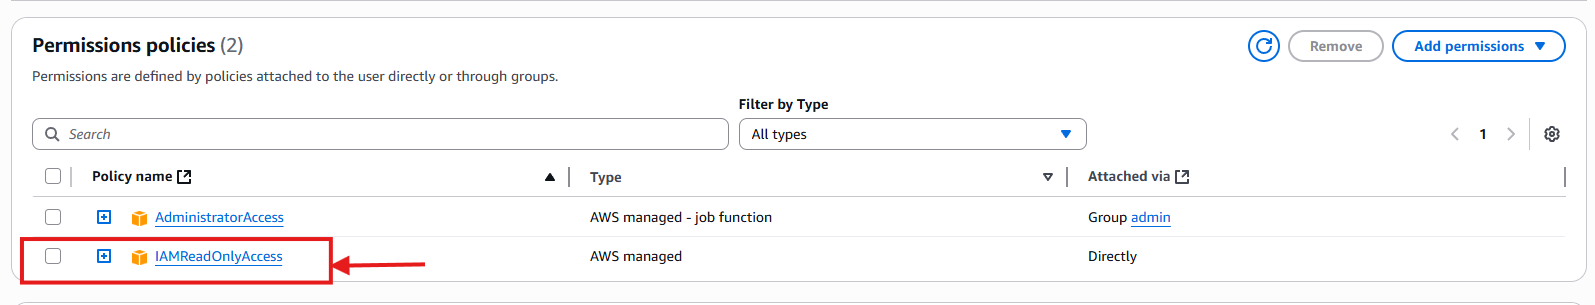 Permissions policies (2)
Remove
Add permissions
Permissions are defined by policies attached to the user directly or through groups.
Filter by Type
Search
All types
1
Policy name
Type
Attached via
AdministratorAccess
AWS managed - job function
Group admin
IAMReadOnlyAccess
AWS managed
Directly